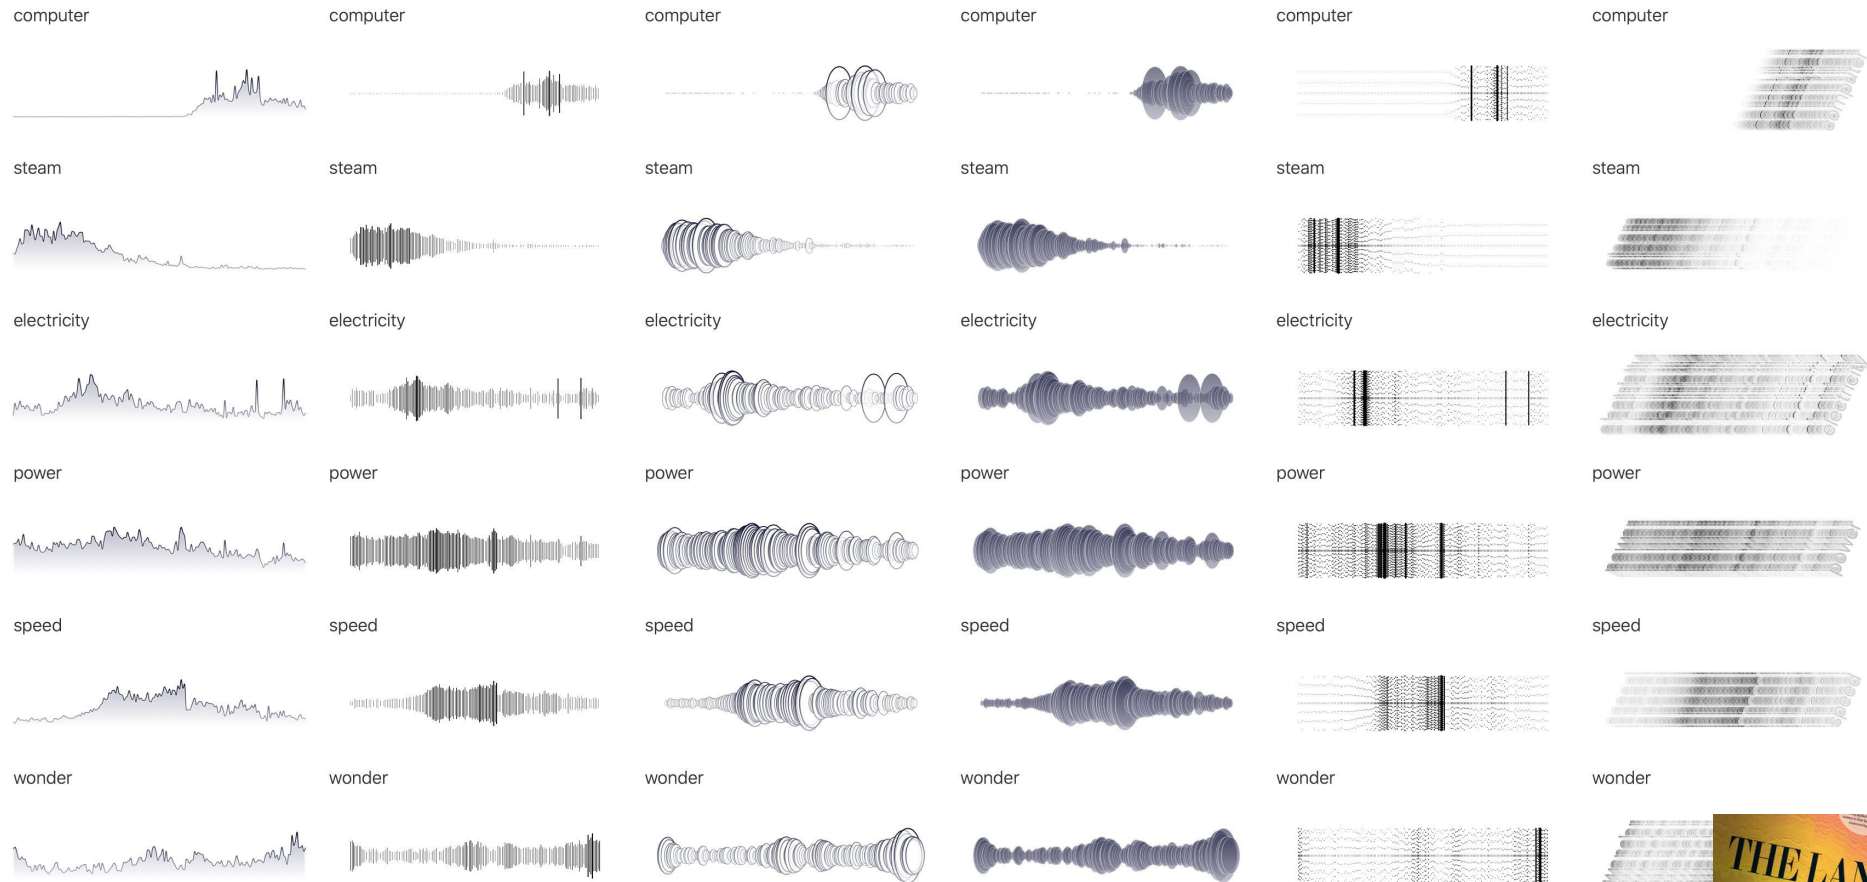 computer computer computer computer computer computer
steam steam steam steam steam steam
electricity electricity electricity electricity electricity electricity
power power power power power power
speed speed speed speed speed speed
wonder wonder wonder wonder wonder wonder
THE LAN